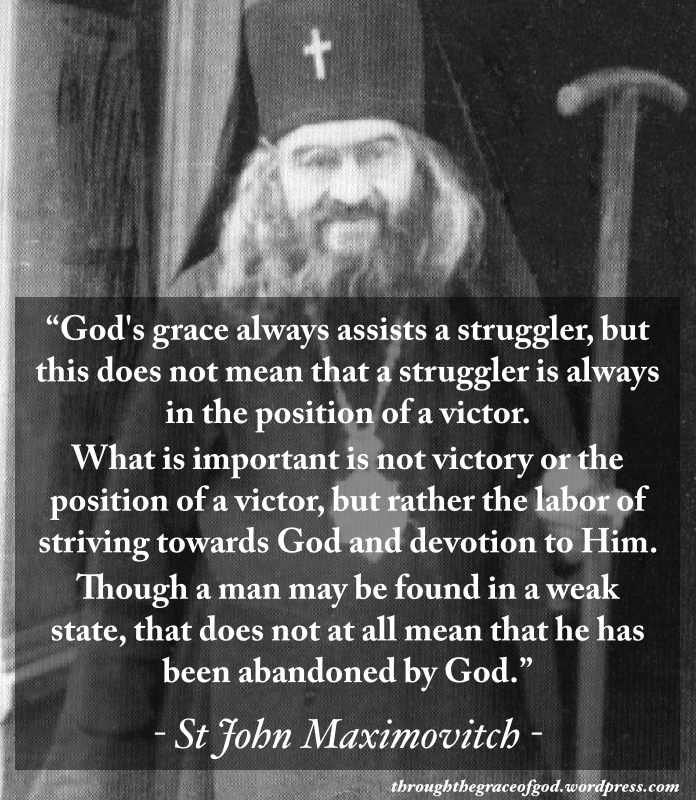 “God's grace always assists a struggler, but
this does not mean that a struggler is always
in the position of a victor.
What is important is not victory or the
position of a victor, but rather the labor of
striving towards God and devotion to Him.
Though a man may be found in a weak
state, that does not at all mean that he has
been abandoned by God.”
- St John Maximovitch -
throughthegraceofgod.wordpress.com